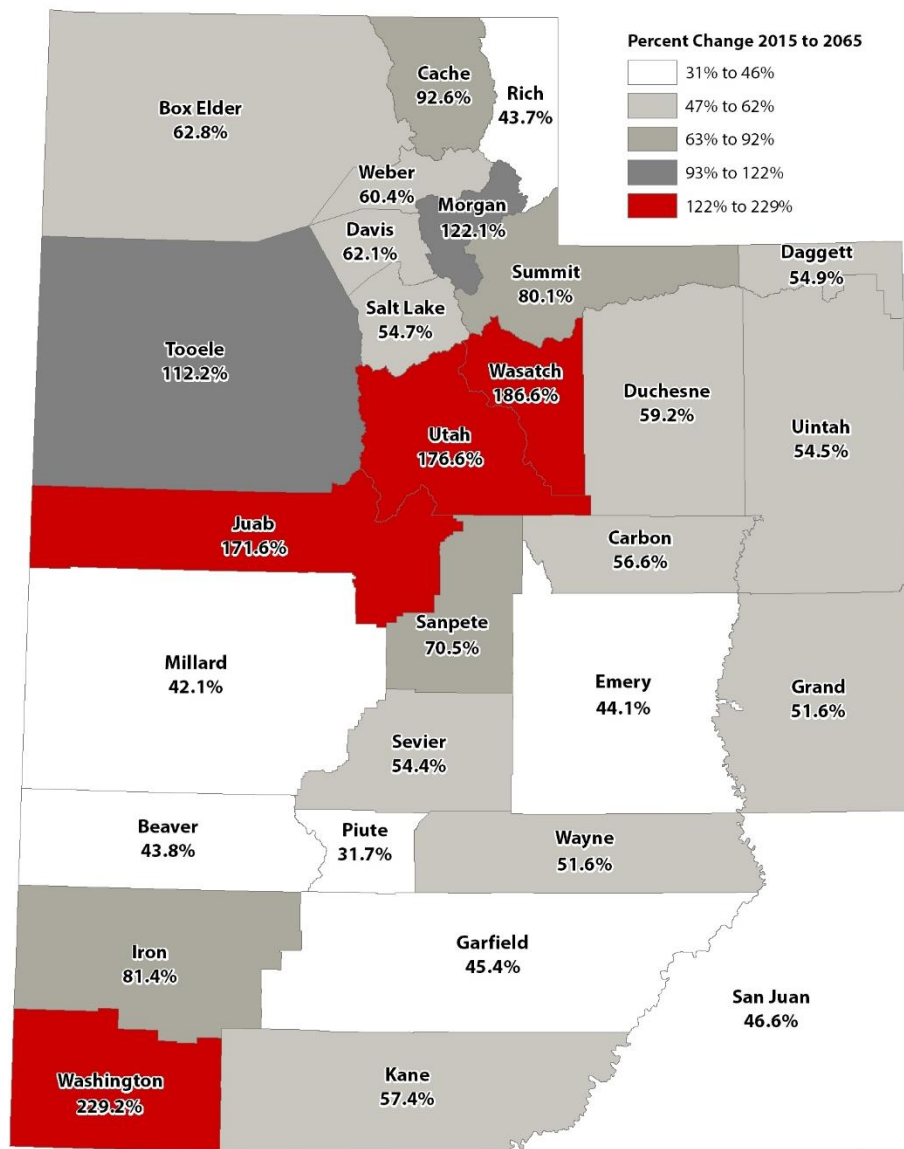 Percent Change 2015 to 2065
31% to 46%
47% to 62%
63% to 92%
93% to 122%
122% to 229%
Cache
92.6%
Rich
43.7%
Box Elder
62.8%
Weber
60.4%
Morgan
122.1%
Davis
62.1%
Summit
80.1%
Daggett
54.9%
Salt Lake
54.7%
Tooele
112.2%
Wasatch
186.6%
Duchesne
59.2%
Uintah
54.5%
Utah
176.6%
Juab
171.6%
Carbon
56.6%
Sanpete
70.5%
Millard
42.1%
Emery
44.1%
Grand
51.6%
Sevier
54.4%
Beaver
43.8%
Piute
31.7%
Wayne
51.6%
Iron
81.4%
Garfield
45.4%
San Juan
46.6%
Washington
229.2%
Kane
57.4%